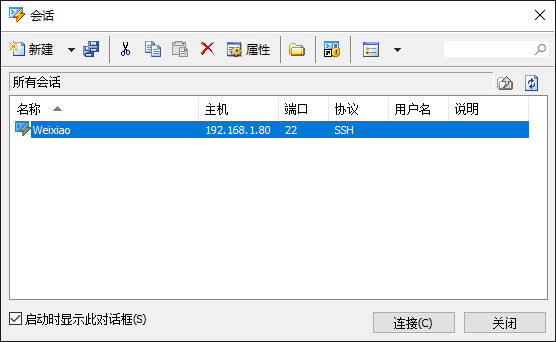 会话
新建 属性
所有会话
名称 主机 端口 协议 用户名 说明
Weixiao 192.168.1.80 22 SSH
启动时显示此对话框(S) 连接(C) 关闭